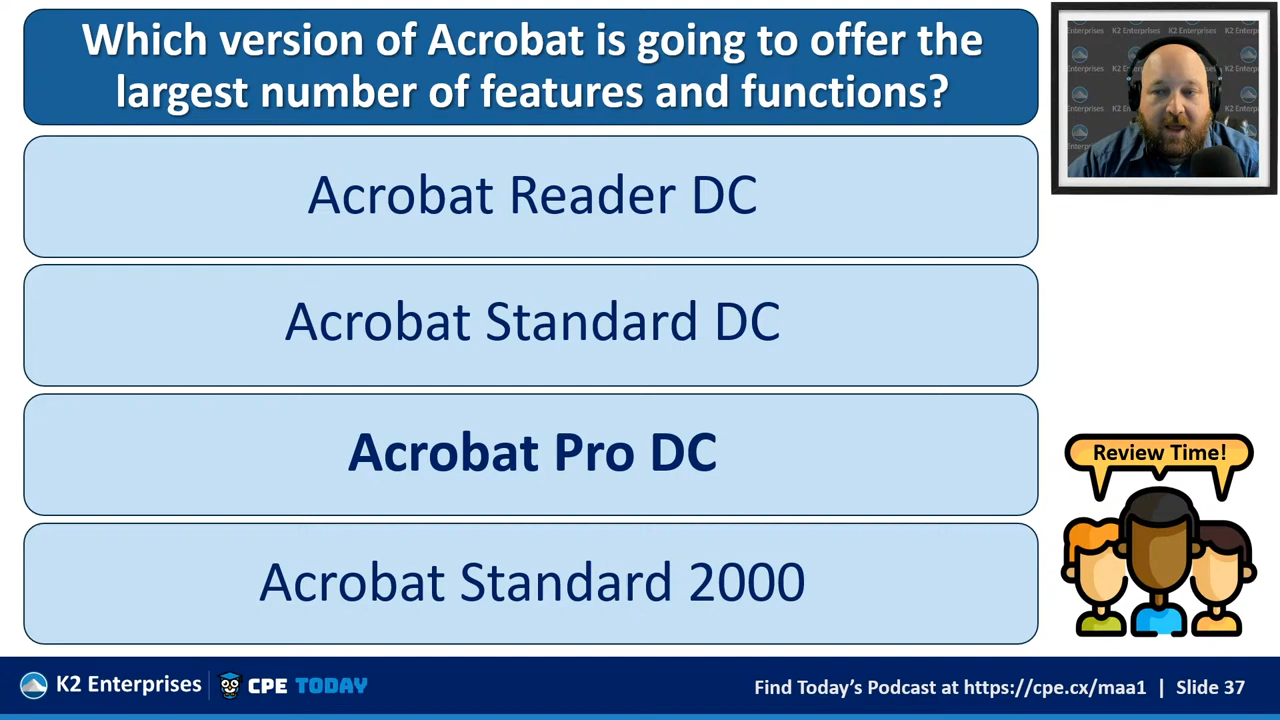 Which version of Acrobat is going to offer the
largest number of features and functions?
Acrobat Reader DC
Acrobat Standard DC
Acrobat Pro DC
Acrobat Standard 2000
Review Time!
K2 Enterprises
CPE TODAY
Find Today's Podcast at https://cpe.cx/maa1 | Slide 37